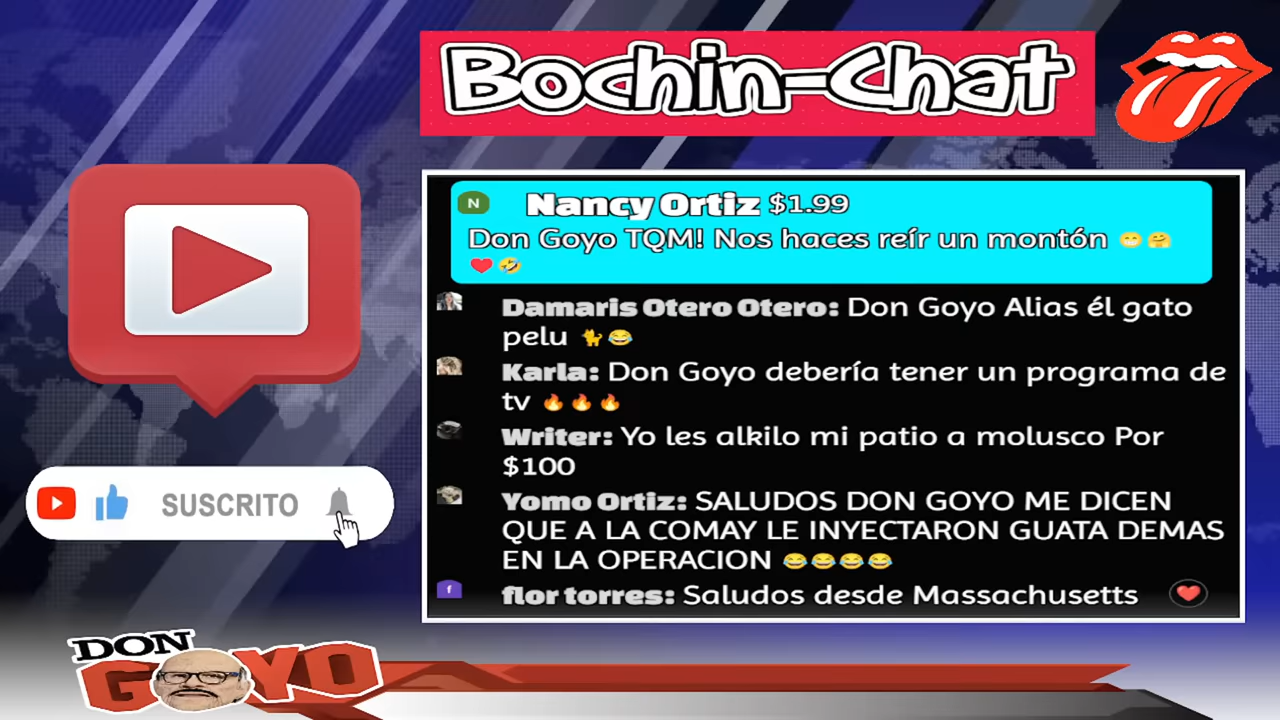 Bochin-Chat
N Nancy Ortiz $1.99
Don Goyo TQM! Nos haces reír un montón 😁🤗
❤️🤣
Damaris Otero Otero: Don Goyo Alias él gato
pelu 🐈😂
Karla: Don Goyo debería tener un programa de
tv 🔥🔥🔥
Writer: Yo les alkilo mi patio a molusco Por
$100
Yomo Ortiz: SALUDOS DON GOYO ME DICEN
QUE A LA COMAY LE INYECTARON GUATA DEMAS
EN LA OPERACION 😂😂😂😂
f flor torres: Saludos desde Massachusetts
SUSCRITO
DON
GOYO